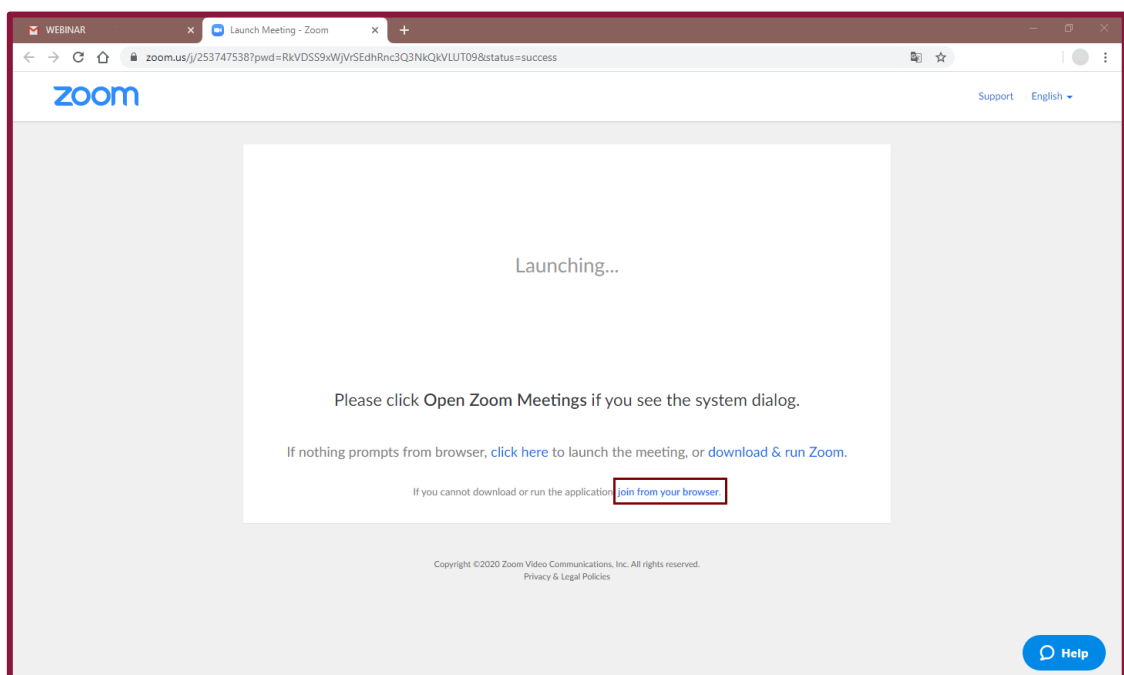 WEBINAR
Launch Meeting - Zoom
zoom.us/j/253747538?pwd=RkVDSS9xWjVrSEdhRnc3Q3NkQkVLUT09&status=success
zoom
Support English
Launching...
Please click Open Zoom Meetings if you see the system dialog.
If nothing prompts from browser, click here to launch the meeting, or download & run Zoom.
If you cannot download or run the application join from your browser.
Copyright ©2020 Zoom Video Communications, Inc. All rights reserved.
Privacy & Legal Policies
Help